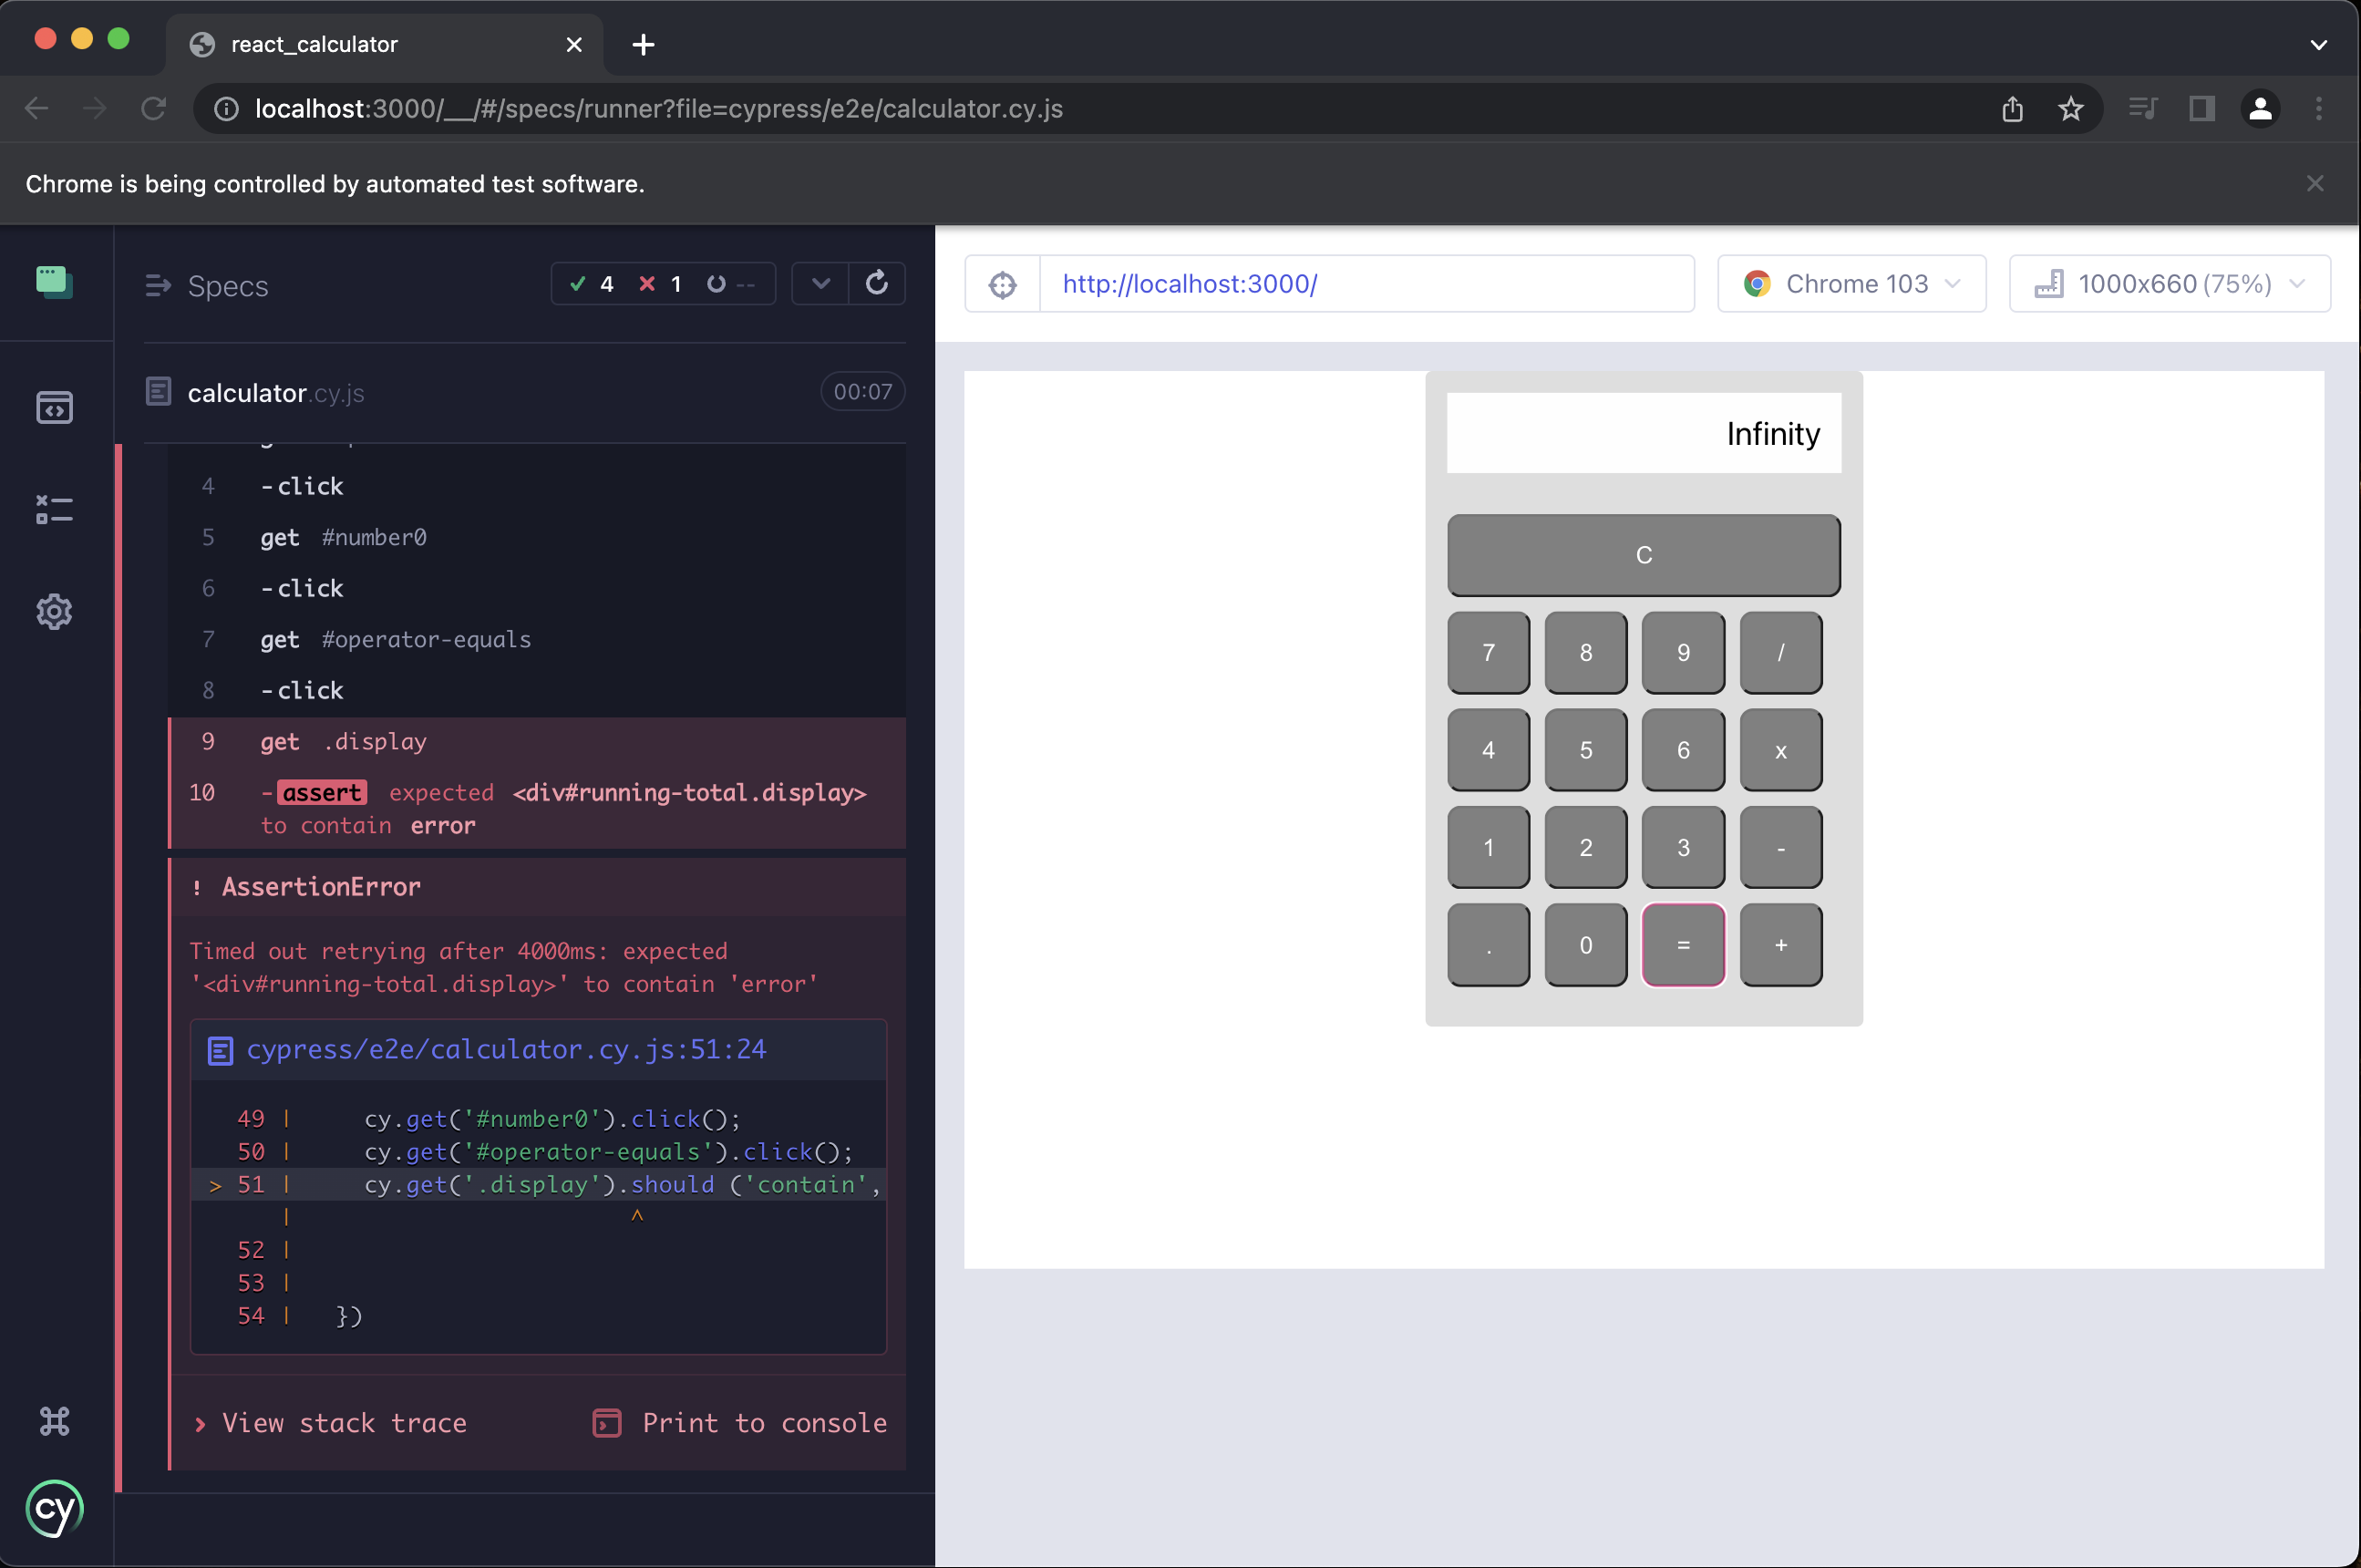 react_calculator
localhost:3000/__/#/specs/runner?file=cypress/e2e/calculator.cy.js
Chrome is being controlled by automated test software.
Specs
4 1 --
calculator.cy.js 00:07
4 -click
5 get #number0
6 -click
7 get #operator-equals
8 -click
9 get .display
10 -assert expected <div#running-total.display>
to contain error
! AssertionError
Timed out retrying after 4000ms: expected
'<div#running-total.display>' to contain 'error'
cypress/e2e/calculator.cy.js:51:24
49 | cy.get('#number0').click();
50 | cy.get('#operator-equals').click();
> 51 | cy.get('.display').should ('contain',
| ^
52 |
53 |
54 | })
> View stack trace Print to console
cy
http://localhost:3000/
Chrome 103
1000x660 (75%)
Infinity
C
7 8 9 /
4 5 6 x
1 2 3 -
. 0 = +